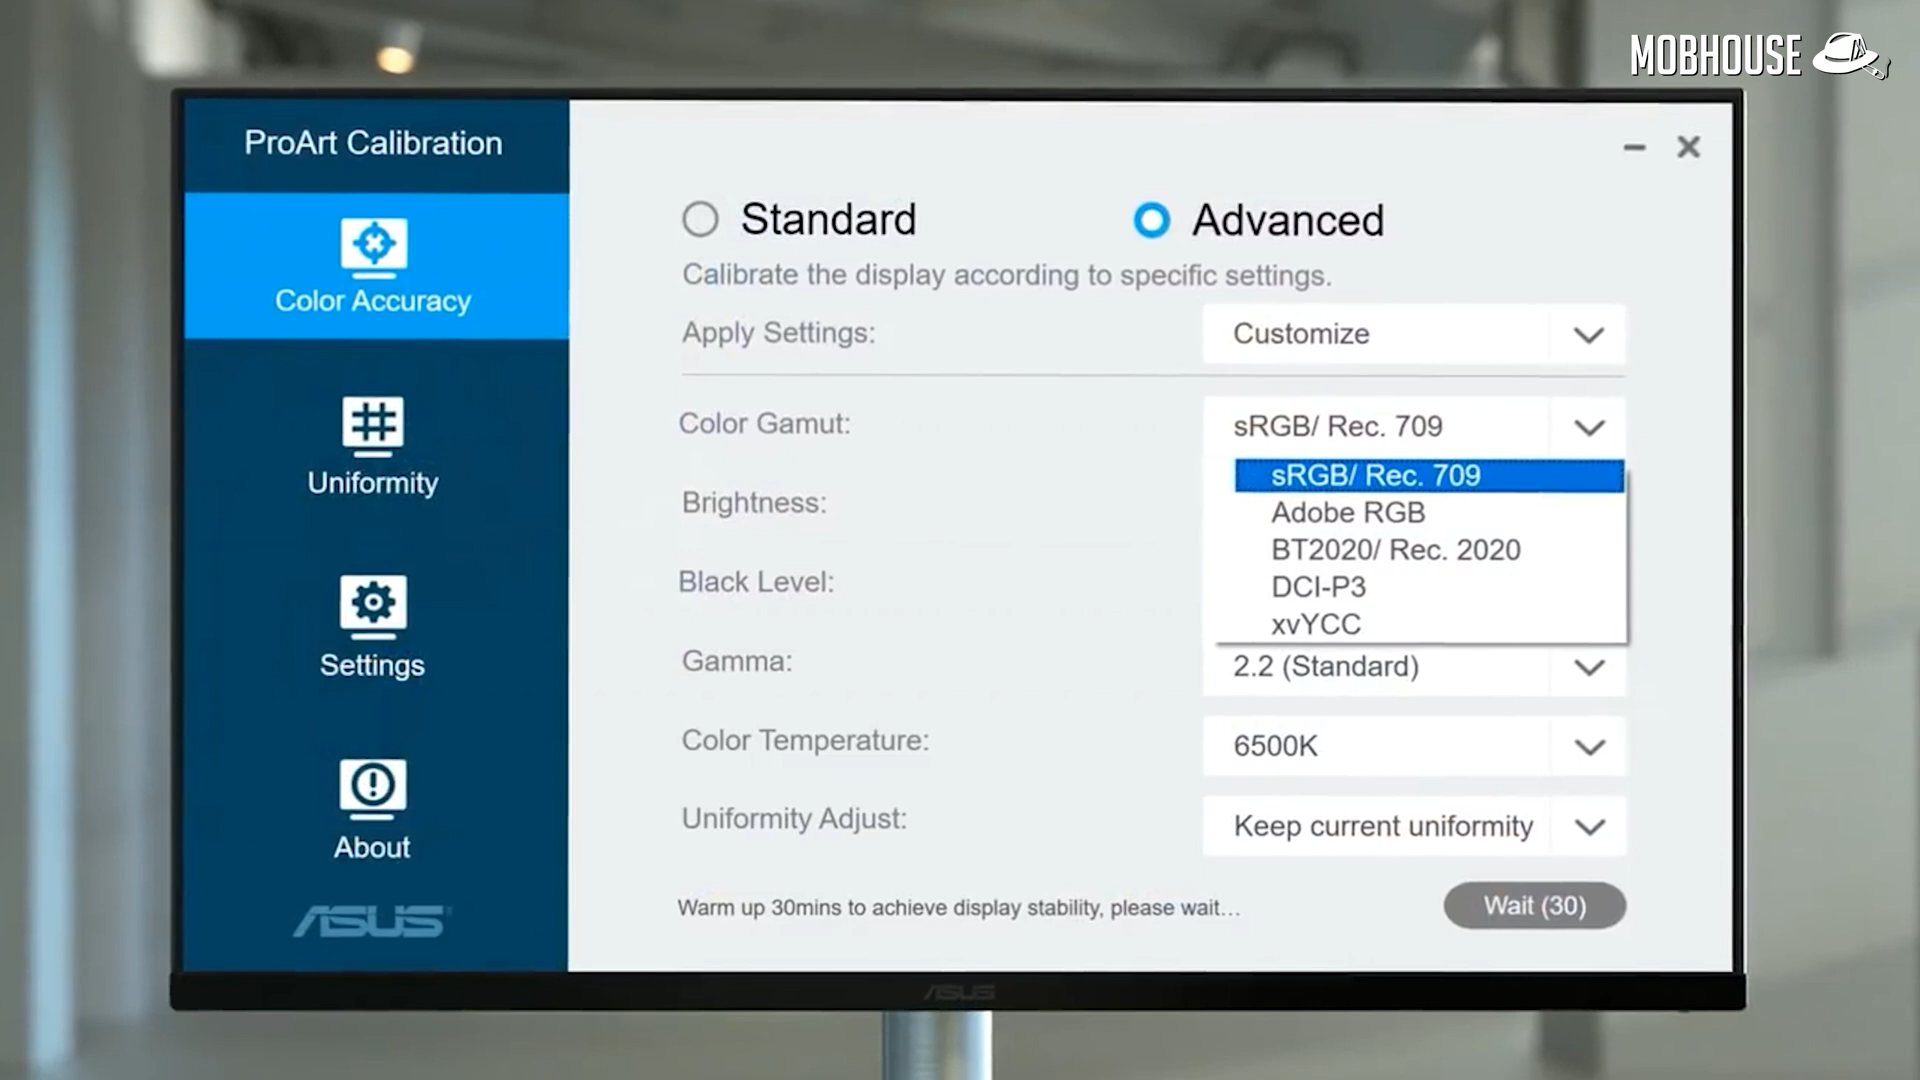 MOBHOUSE
ProArt Calibration
Color Accuracy
Uniformity
Settings
About
ASUS
Standard
Advanced
Calibrate the display according to specific settings.
Apply Settings:
Customize
Color Gamut:
sRGB/ Rec. 709
sRGB/ Rec. 709
Adobe RGB
BT2020/ Rec. 2020
DCI-P3
xvYCC
Brightness:
Black Level:
Gamma:
2.2 (Standard)
Color Temperature:
6500K
Uniformity Adjust:
Keep current uniformity
Warm up 30mins to achieve display stability, please wait...
Wait (30)
ASUS